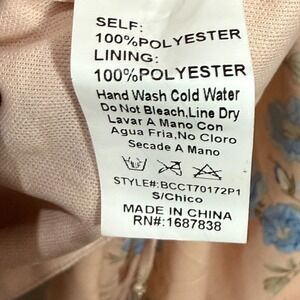 SELF:
100%POLYESTER
LINING:
100%POLYESTER
Hand Wash Cold Water
Do Not Bleach,Line Dry
Lavar A Mano Con
Agua Fria,No Cloro
Secade A Mano
STYLE#:BCCT70172P1
S/Chico
MADE IN CHINA
RN#:1687838